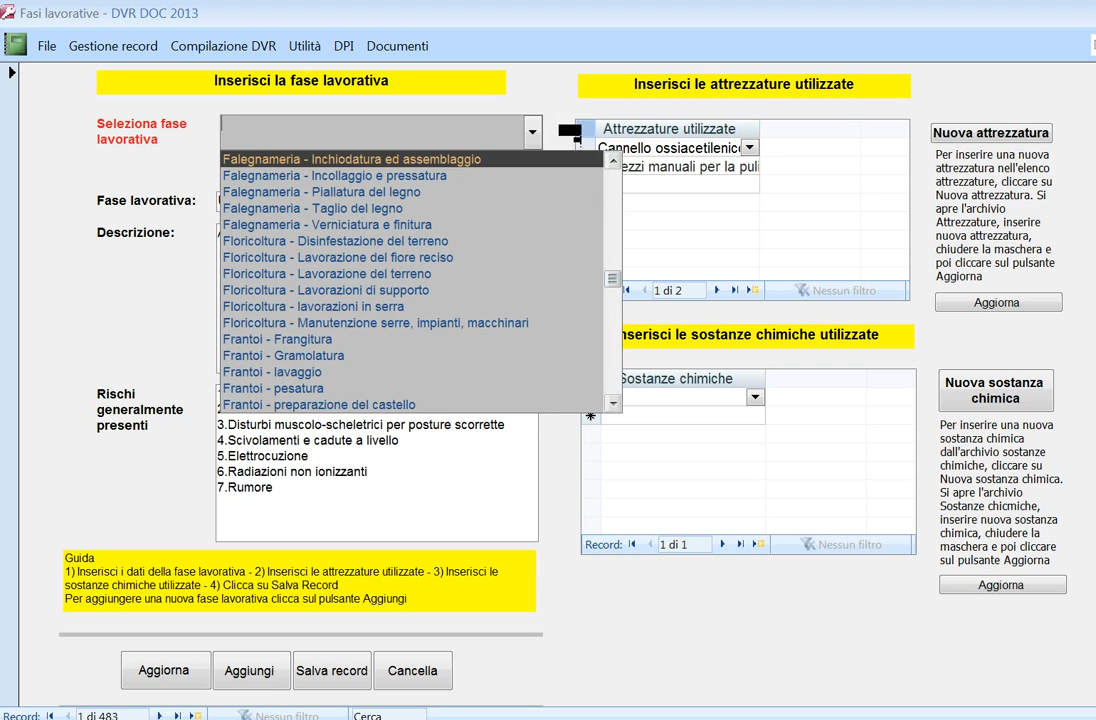 Fasi lavorative - DVR DOC 2013
File Gestione record Compilazione DVR Utilità DPI Documenti
Inserisci la fase lavorativa
Seleziona fase
lavorativa
Falegnameria - Inchiodatura ed assemblaggio
Falegnameria - Incollaggio e pressatura
Falegnameria - Piallatura del legno
Falegnameria - Taglio del legno
Falegnameria - Verniciatura e finitura
Floricoltura - Disinfestazione del terreno
Floricoltura - Lavorazione del fiore reciso
Floricoltura - Lavorazione del terreno
Floricoltura - Lavorazioni di supporto
Floricoltura - lavorazioni in serra
Floricoltura - Manutenzione serre, impianti, macchinari
Frantoi - Frangitura
Frantoi - Gramolatura
Frantoi - lavaggio
Frantoi - pesatura
Frantoi - preparazione del castello
Fase lavorativa:
Descrizione:
Rischi
generalmente
presenti
3.Disturbi muscolo-scheletrici per posture scorrette
4.Scivolamenti e cadute a livello
5.Elettrocuzione
6.Radiazioni non ionizzanti
7.Rumore
Guida
1) Inserisci i dati della fase lavorativa - 2) Inserisci le attrezzature utilizzate - 3) Inserisci le
sostanze chimiche utilizzate - 4) Clicca su Salva Record
Per aggiungere una nuova fase lavorativa clicca sul pulsante Aggiungi
Aggiorna Aggiungi Salva record Cancella
Record: 1 di 483 Nessun filtro Cerca
Inserisci le attrezzature utilizzate
Attrezzature utilizzate
Cannello ossiacetilenic
ezzi manuali per la puli
1 di 2 Nessun filtro
Nuova attrezzatura
Per inserire una nuova
attrezzatura nell'elenco
attrezzature, cliccare su
Nuova attrezzatura. Si
apre l'archivio
Attrezzature, inserire
nuova attrezzatura,
chiudere la maschera e
poi cliccare sul pulsante
Aggiorna
Aggiorna
nserisci le sostanze chimiche utilizzate
Sostanze chimiche
Record: 1 di 1 Nessun filtro
Nuova sostanza
chimica
Per inserire una nuova
sostanza chimica
dall'archivio sostanze
chimiche, cliccare su
Nuova sostanza chimica.
Si apre l'archivio
Sostanze chicmiche,
inserire nuova sostanza
chimica, chiudere la
maschera e poi cliccare
sul pulsante Aggiorna
Aggiorna